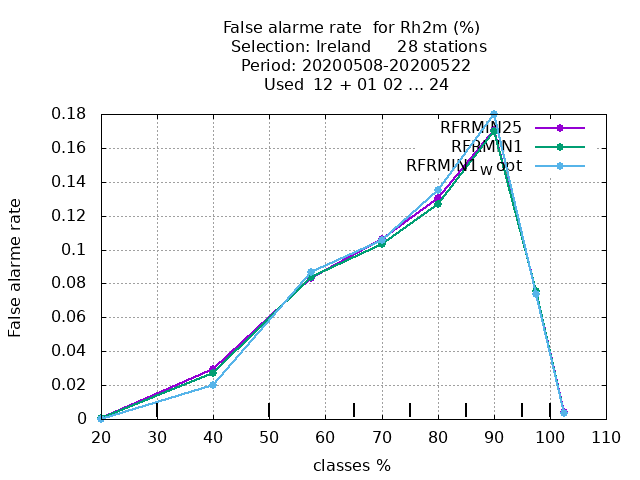 False alarme rate  for Rh2m (%)
Selection: Ireland     28 stations
Period: 20200508-20200522
Used  12 + 01 02 ... 24
RFRMIN25
RFRMIN1
RFRMIN1wopt
False alarme rate
0.18
0.16
0.14
0.12
0.1
0.08
0.06
0.04
0.02
0
20 30 40 50 60 70 80 90 100 110
classes %